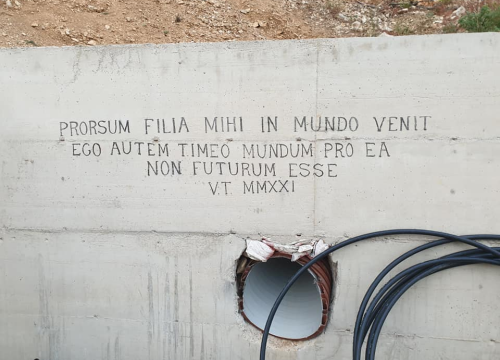 PRORSUM FILIA MIHI IN MUNDO VENIT
EGO AUTEM TIMEO MUNDUM PRO EA
NON FUTURUM ESSE
V.T MMXXI